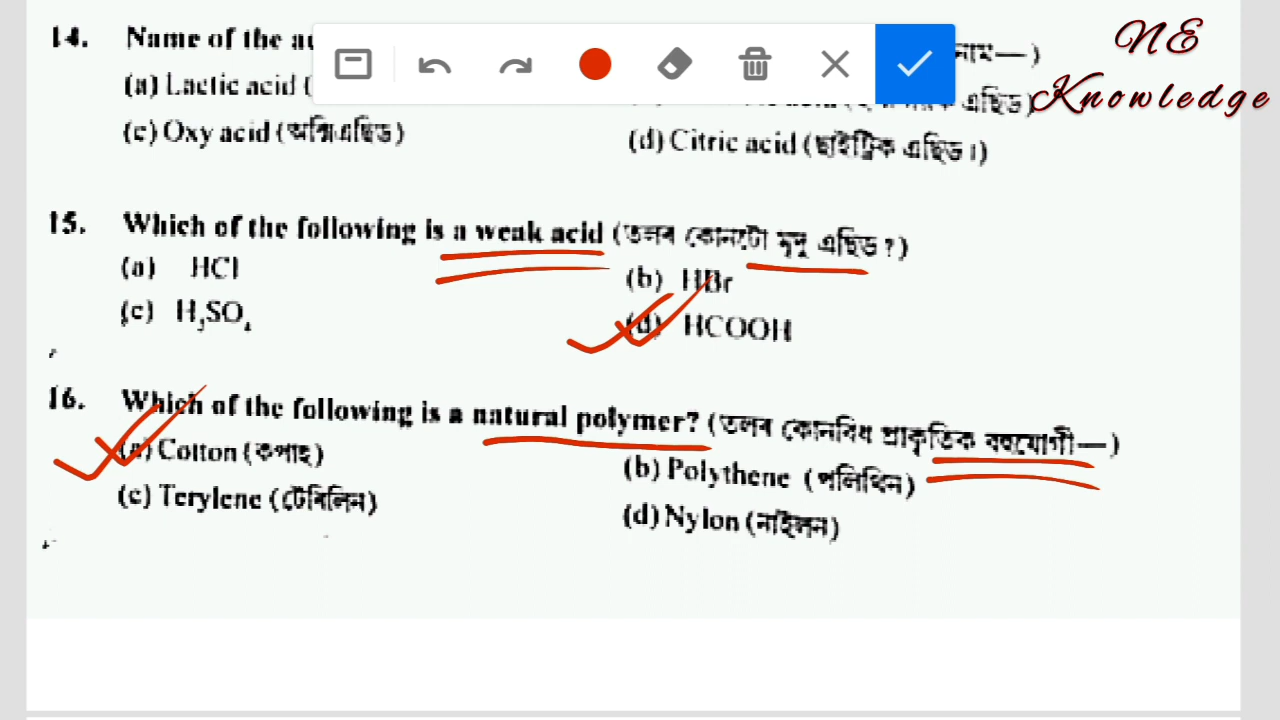 NE
Knowledge
14. Name of the
(a) Lactic acid (
এছিড)
(c) Oxy acid (অক্সিএছিড)
(d) Citric acid (ছাইট্ৰিক এছিড।)
15. Which of the following is a weak acid (তলৰ কোনটো মৃদু এছিড?)
(a) HCl
(b) HBr
(c) H₂SO₄
(d) HCOOH
16. Which of the following is a natural polymer? (তলৰ কোনবিধ প্ৰাকৃতিক বহুযোগী—)
(a) Cotton (কপাহ)
(b) Polythene (পলিথিন)
(c) Terylene (টেৰিলিন)
(d) Nylon (নাইলন)